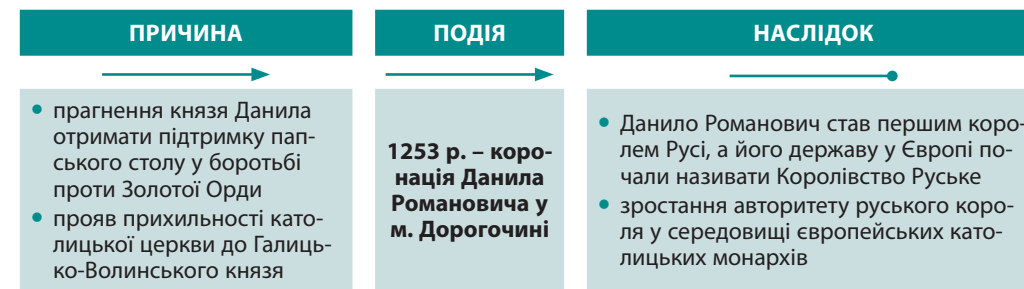 ПРИЧИНА
прагнення князя Данила
отримати підтримку пап-
ського столу у боротьбі
проти Золотої Орди
прояв прихильності като-
лицької церкви до Галиць-
ко-Волинського князя
ПОДІЯ
1253 р. – коро-
нація Данила
Романовича у
м. Дорогочині
НАСЛІДОК
Данило Романович став першим коро-
лем Русі, а його державу у Європі по-
чали називати Королівство Руське
зростання авторитету руського коро-
ля у середовищі європейських като-
лицьких монархів